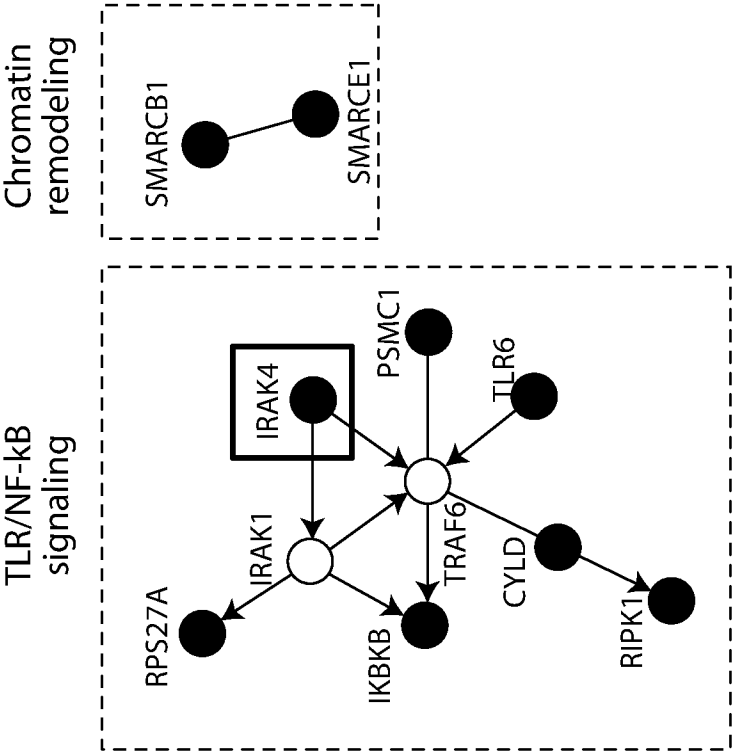 Chromatin
remodeling
SMARCB1
SMARCE1
TLR/NF-kB
signaling
IRAK4
PSMC1
TLR6
IRAK1
TRAF6
CYLD
RPS27A
IKBKB
RIPK1